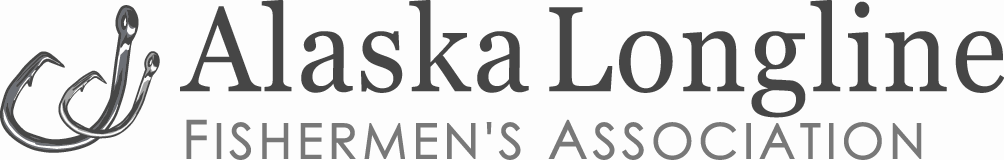 Alaska Longline
FISHERMEN'S ASSOCIATION